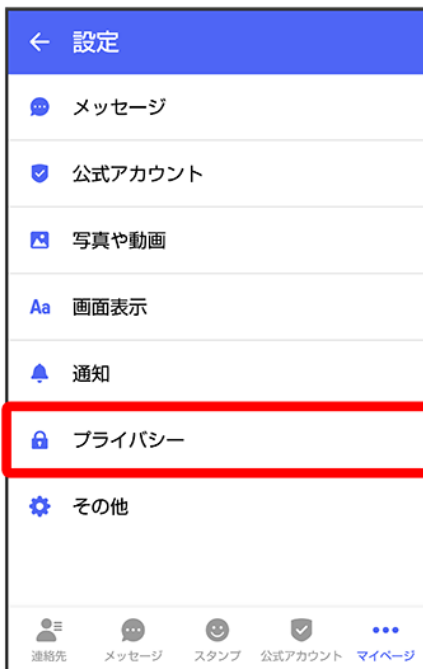 設定
メッセージ
公式アカウント
写真や動画
Aa 画面表示
通知
プライバシー
その他
連絡先 メッセージ スタンプ 公式アカウント マイページ